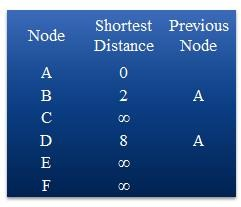 Node Shortest Distance Previous Node
A 0
B 2 A
C ∞
D 8 A
E ∞
F ∞